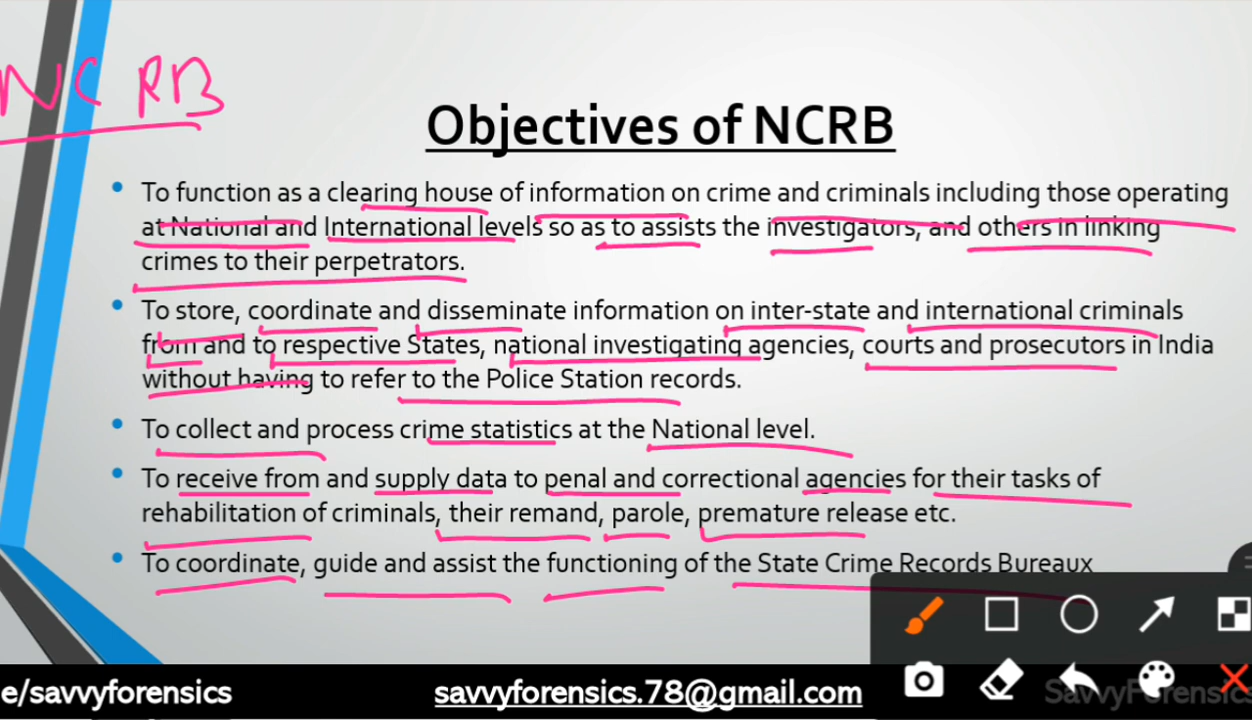 NCRB
Objectives of NCRB
• To function as a clearing house of information on crime and criminals including those operating
at National and International levels so as to assists the investigators, and others in linking
crimes to their perpetrators.
• To store, coordinate and disseminate information on inter-state and international criminals
from and to respective States, national investigating agencies, courts and prosecutors in India
without having to refer to the Police Station records.
• To collect and process crime statistics at the National level.
• To receive from and supply data to penal and correctional agencies for their tasks of
rehabilitation of criminals, their remand, parole, premature release etc.
• To coordinate, guide and assist the functioning of the State Crime Records Bureaux
e/savvyforensics
savvyforensics.78@gmail.com
SavvyForensic